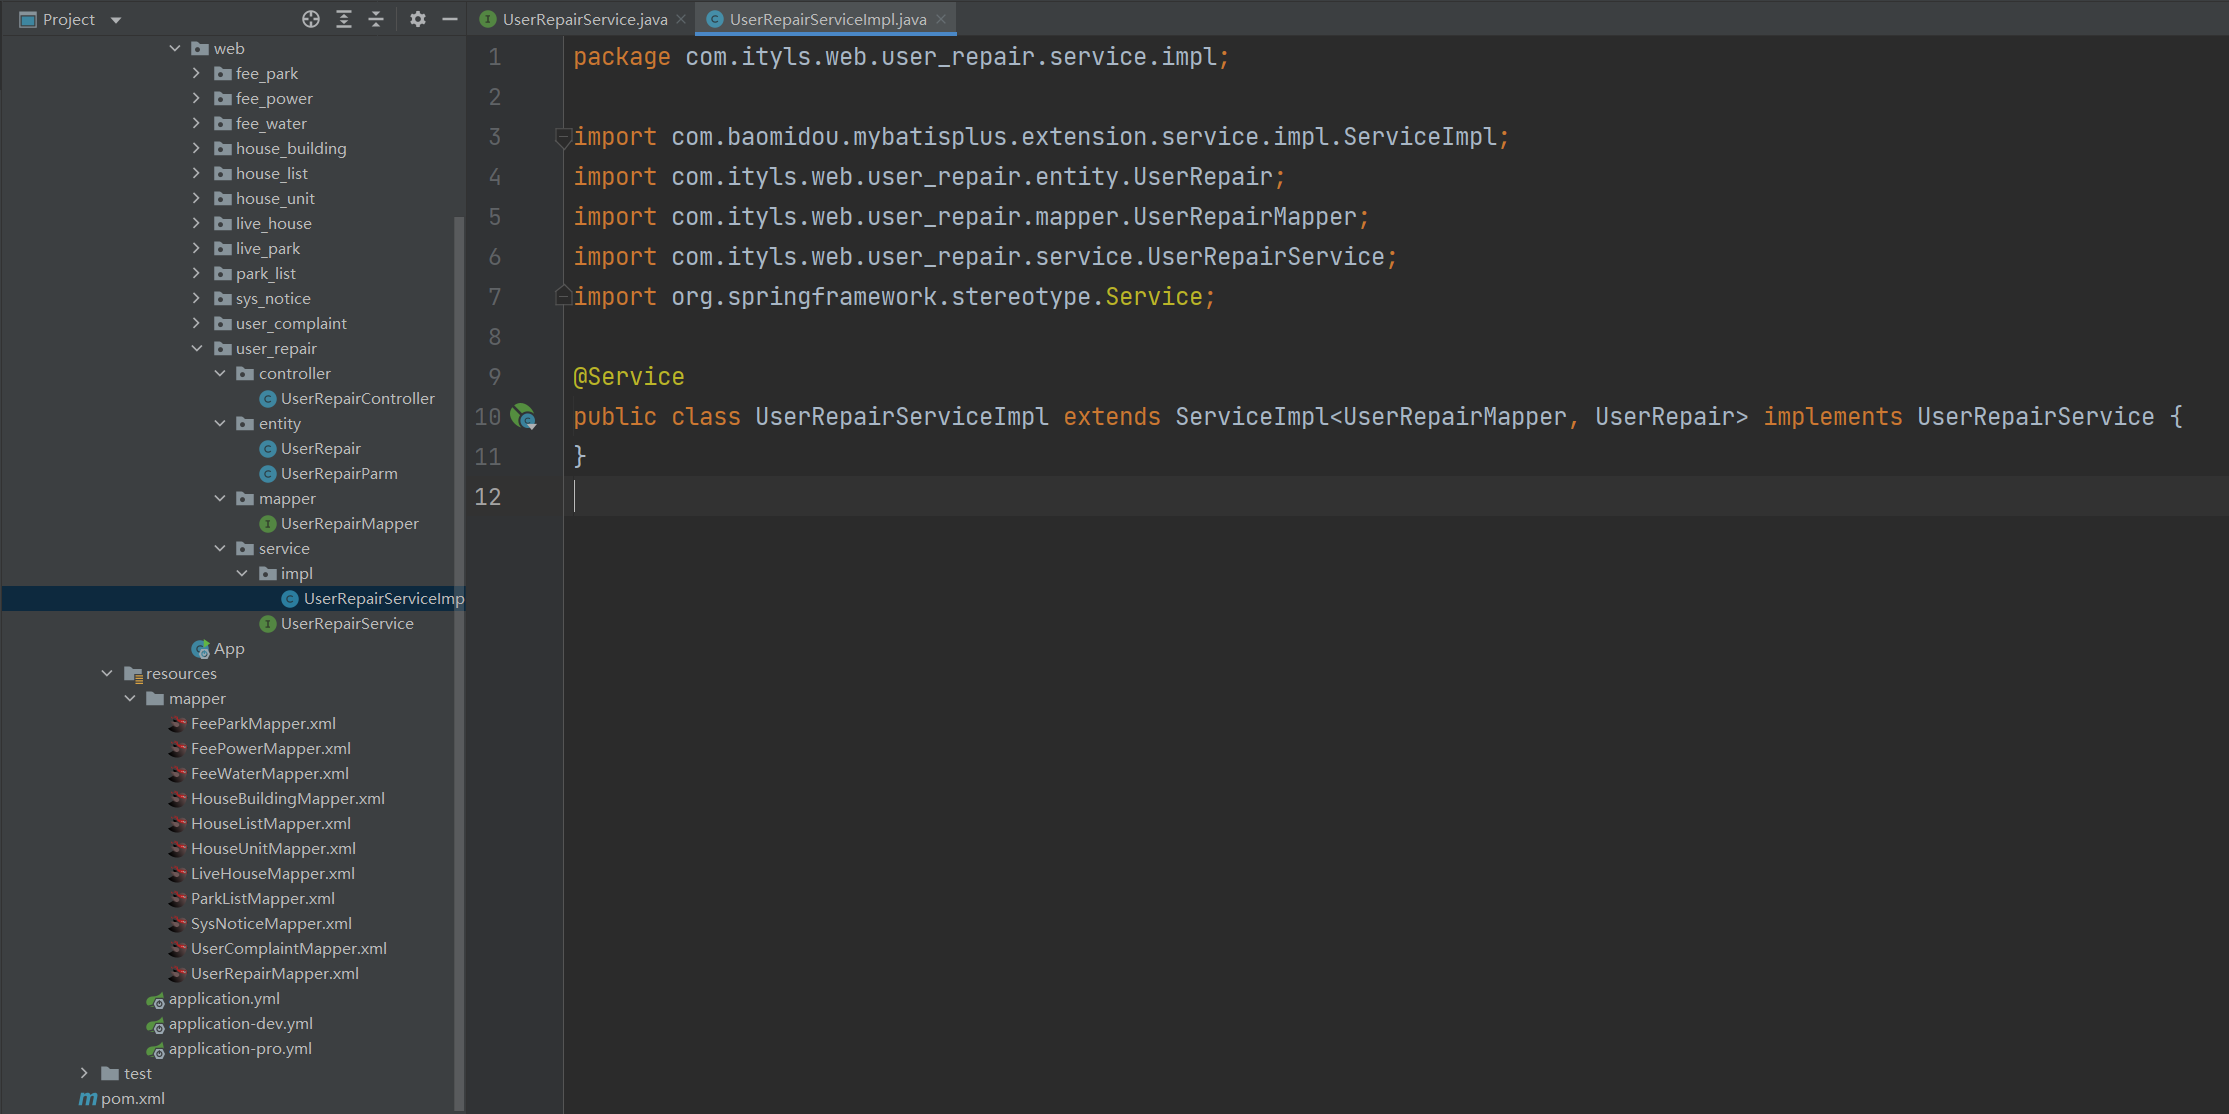 Project
web
fee_park
fee_power
fee_water
house_building
house_list
house_unit
live_house
live_park
park_list
sys_notice
user_complaint
user_repair
controller
UserRepairController
entity
UserRepair
UserRepairParm
mapper
UserRepairMapper
service
impl
UserRepairServiceImp
UserRepairService
App
resources
mapper
FeeParkMapper.xml
FeePowerMapper.xml
FeeWaterMapper.xml
HouseBuildingMapper.xml
HouseListMapper.xml
HouseUnitMapper.xml
LiveHouseMapper.xml
ParkListMapper.xml
SysNoticeMapper.xml
UserComplaintMapper.xml
UserRepairMapper.xml
application.yml
application-dev.yml
application-pro.yml
test
pom.xml
UserRepairService.java UserRepairServiceImpl.java
1 package com.ityls.web.user_repair.service.impl;
2
3 import com.baomidou.mybatisplus.extension.service.impl.ServiceImpl;
4 import com.ityls.web.user_repair.entity.UserRepair;
5 import com.ityls.web.user_repair.mapper.UserRepairMapper;
6 import com.ityls.web.user_repair.service.UserRepairService;
7 import org.springframework.stereotype.Service;
8
9 @Service
10 public class UserRepairServiceImpl extends ServiceImpl<UserRepairMapper, UserRepair> implements UserRepairService {
11 }
12